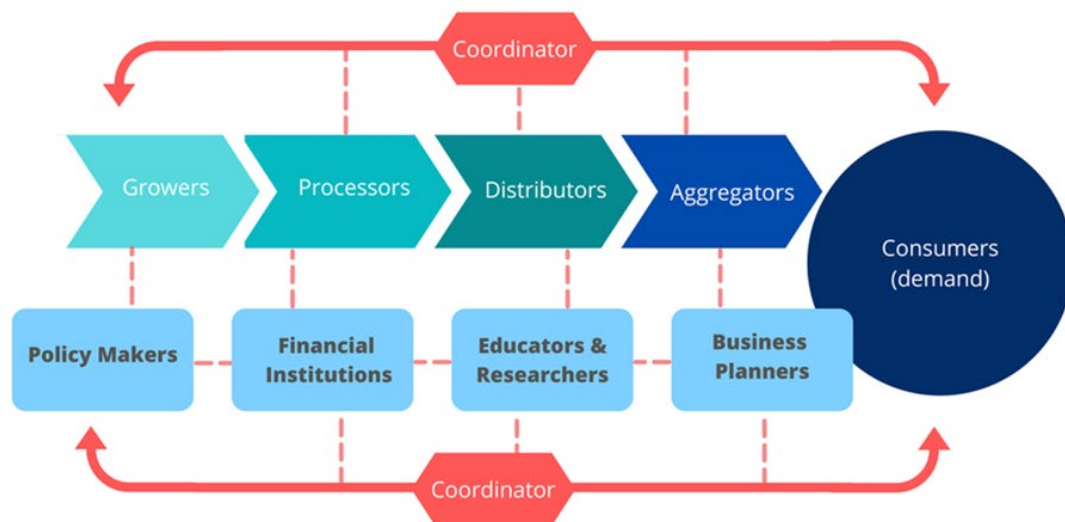 Coordinator
Growers
Processors
Distributors
Aggregators
Consumers
(demand)
Policy Makers
Financial
Institutions
Educators &
Researchers
Business
Planners
Coordinator